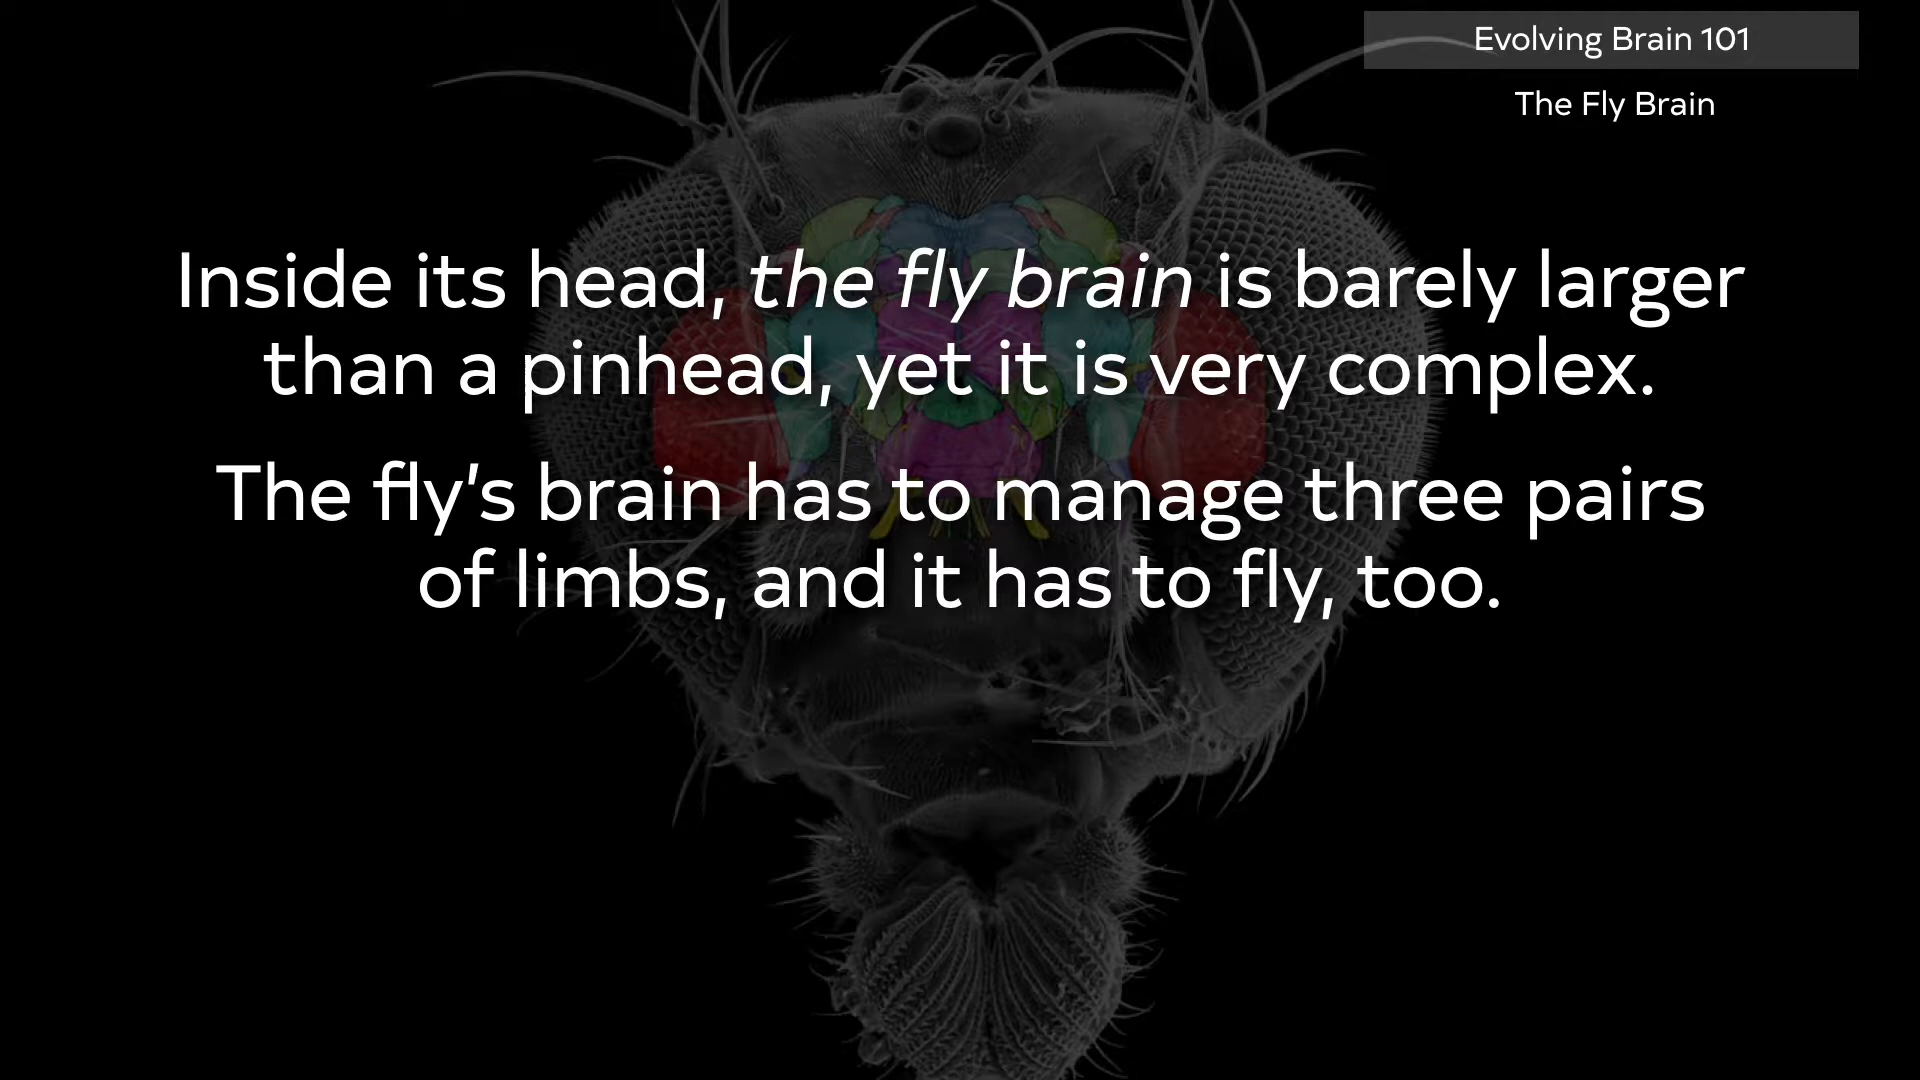 Evolving Brain 101
The Fly Brain
Inside its head, the fly brain is barely larger
than a pinhead, yet it is very complex.
The fly’s brain has to manage three pairs
of limbs, and it has to fly, too.